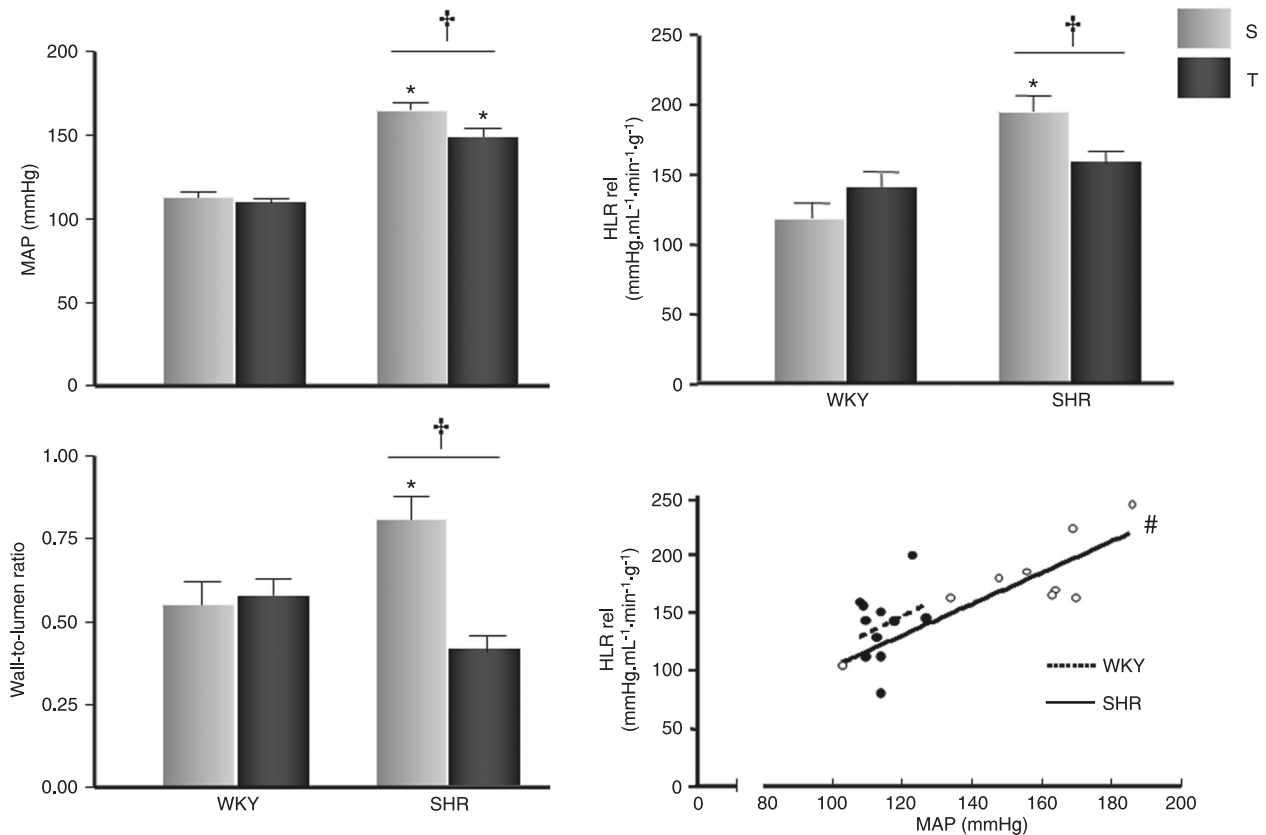 †
200
150
100
50
0
MAP (mmHg)
*
*
†
250
200
150
100
50
0
HLR rel
(mmHg.mL⁻¹.min⁻¹.g⁻¹)
*
WKY
SHR
S
T
†
1.00
0.75
0.50
0.25
0.00
Wall-to-lumen ratio
*
WKY
SHR
250
200
150
100
50
0
HLR rel
(mmHg.mL⁻¹.min⁻¹.g⁻¹)
#
WKY
SHR
0
80
100
120
140
160
180
200
MAP (mmHg)